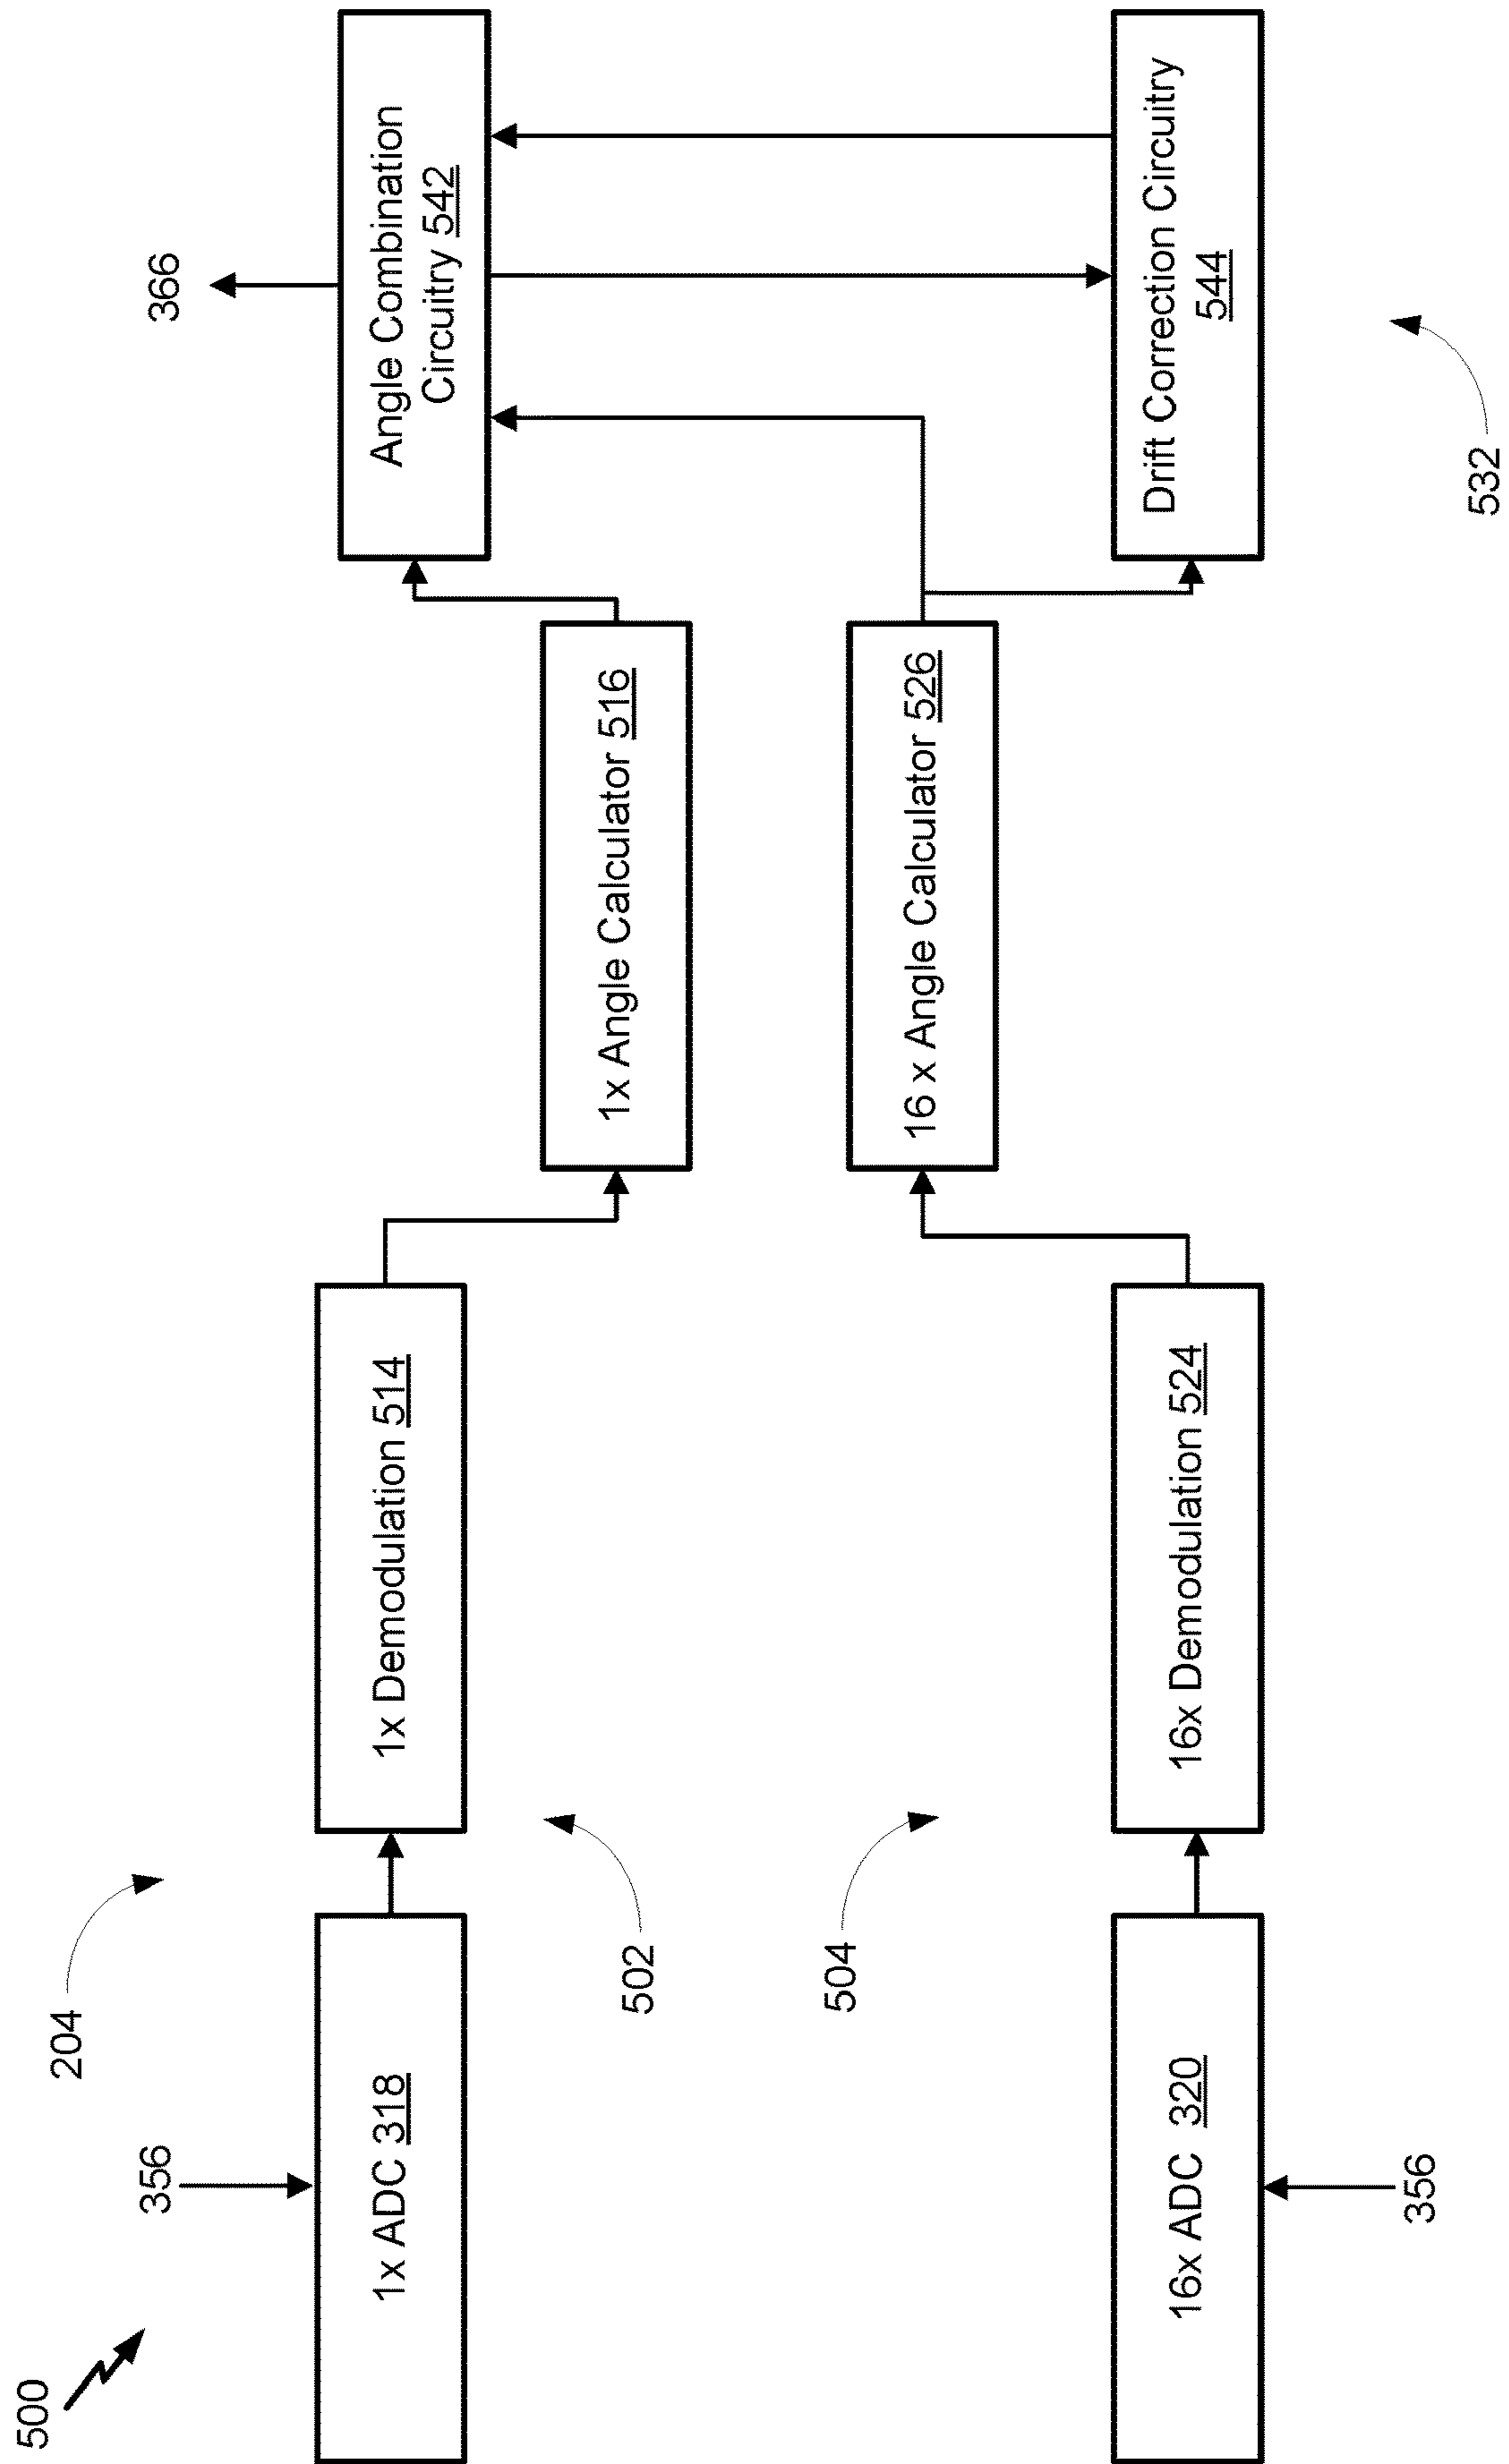 500
204
356
366
1x ADC 318
1x Demodulation 514
Angle Combination
Circuitry 542
502
1x Angle Calculator 516
504
16 x Angle Calculator 526
16x ADC 320
16x Demodulation 524
Drift Correction Circuitry
544
356
532